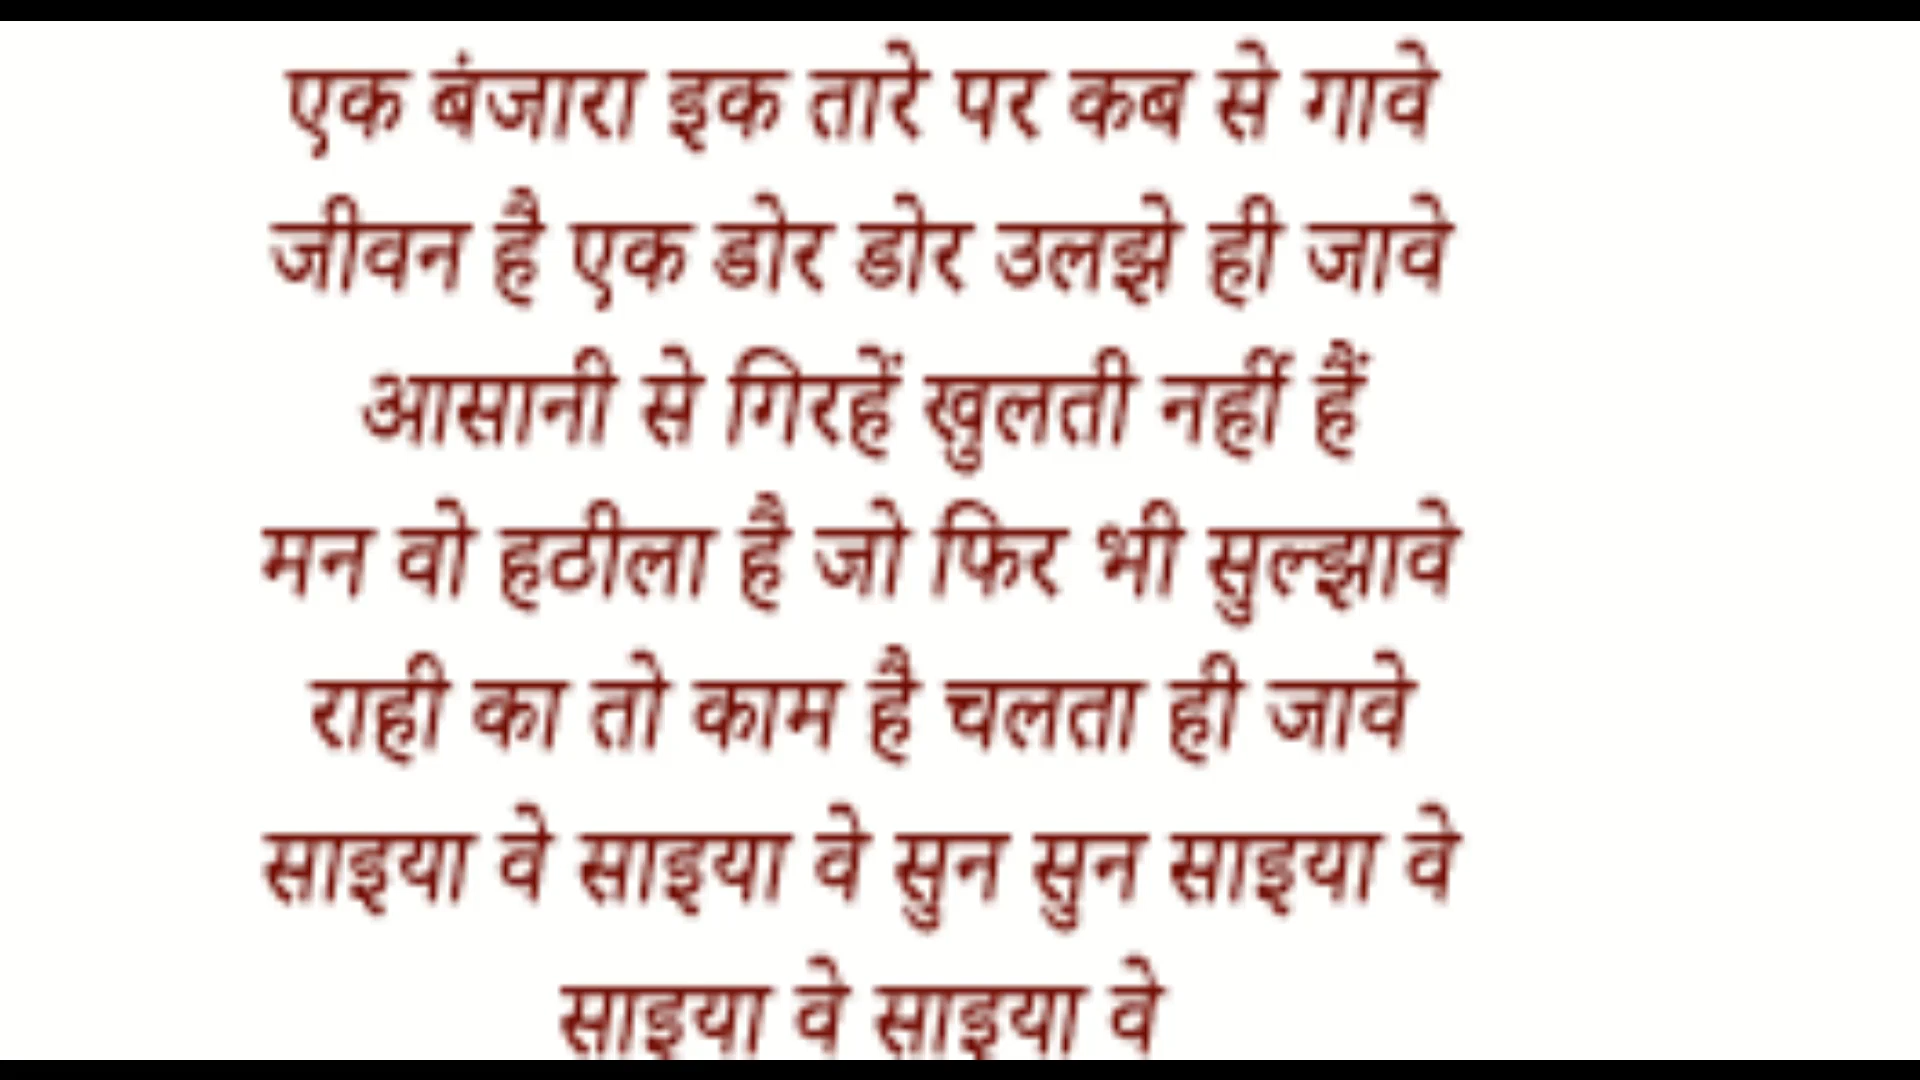 एक बंजारा इक तारे पर कब से गावे
जीवन है एक डोर डोर उलझे ही जावे
आसानी से गिरहें खुलती नहीं हैं
मन वो हठीला है जो फिर भी सुल्झावे
राही का तो काम है चलता ही जावे
साइया वे साइया वे सुन सुन साइया वे
साइया वे साइया वे